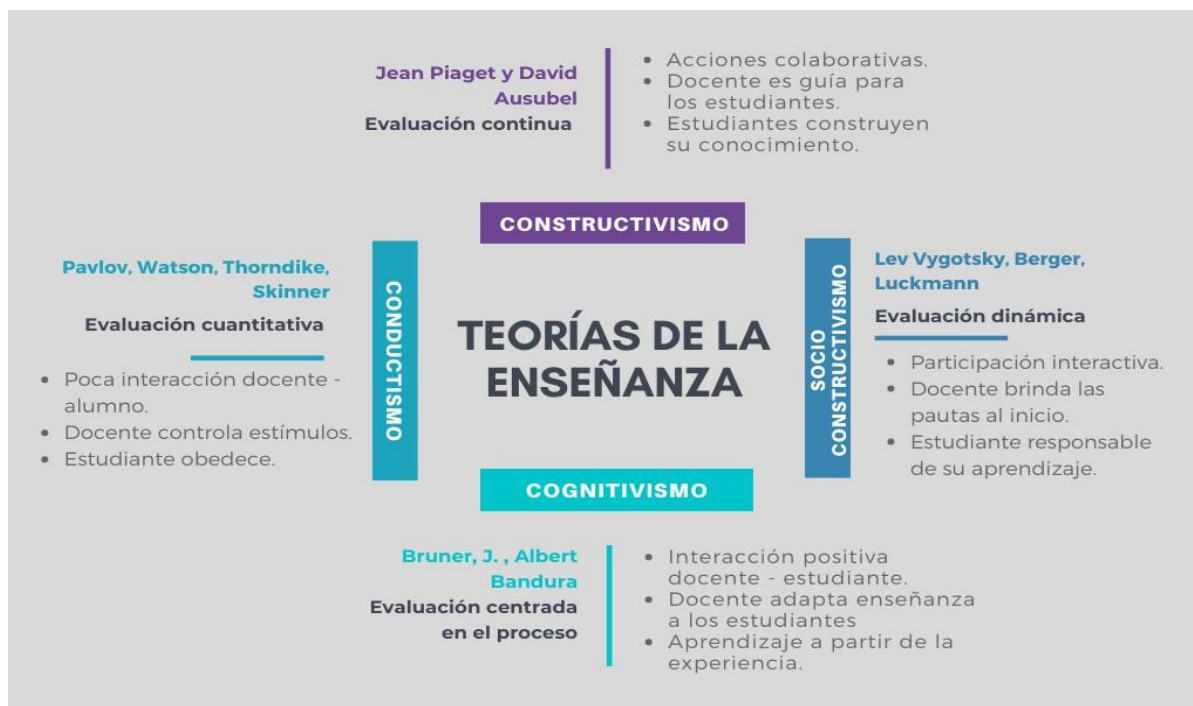 Jean Piaget y David
Ausubel
Evaluación continua
• Acciones colaborativas.
• Docente es guía para
los estudiantes.
• Estudiantes construyen
su conocimiento.
CONSTRUCTIVISMO
Pavlov, Watson, Thorndike,
Skinner
Evaluación cuantitativa
• Poca interacción docente -
alumno.
• Docente controla estímulos.
• Estudiante obedece.
CONDUCTISMO
TEORÍAS DE LA
ENSEÑANZA
SOCIO
CONSTRUCTIVISMO
Lev Vygotsky, Berger,
Luckmann
Evaluación dinámica
• Participación interactiva.
• Docente brinda las
pautas al inicio.
• Estudiante responsable
de su aprendizaje.
COGNITIVISMO
Bruner, J. , Albert
Bandura
Evaluación centrada
en el proceso
• Interacción positiva
docente - estudiante.
• Docente adapta enseñanza
a los estudiantes
• Aprendizaje a partir de la
experiencia.